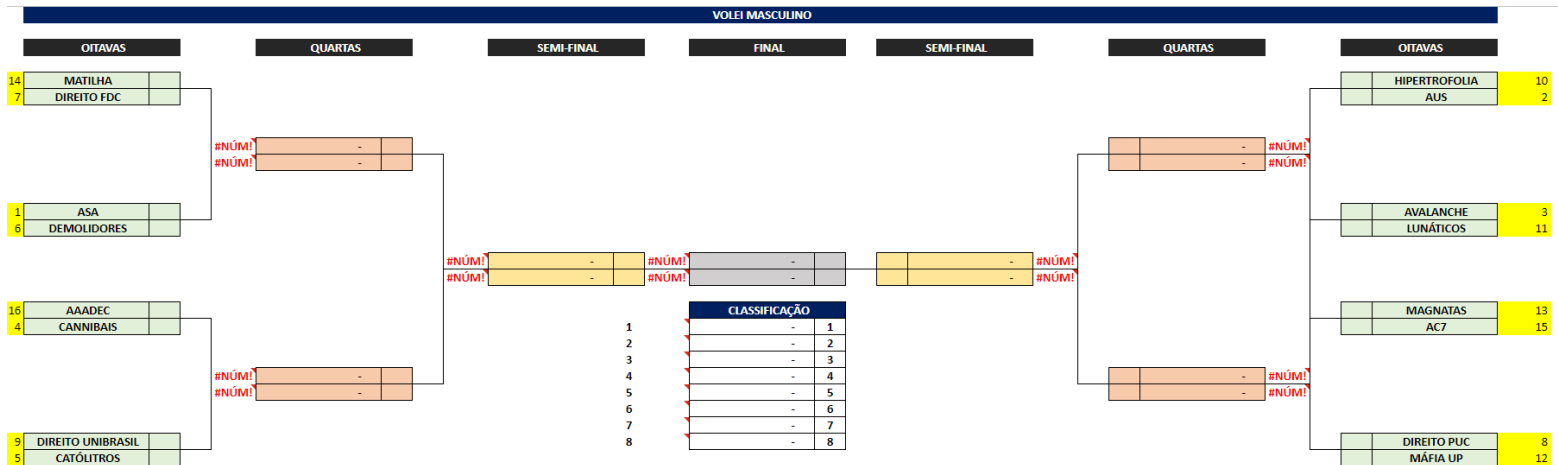 VOLEI MASCULINO
OITAVAS QUARTAS SEMI-FINAL FINAL SEMI-FINAL QUARTAS OITAVAS
14 MATILHA HIPERTROFOLIA 10
7 DIREITO FDC AUS 2
#NÚM! - - #NÚM!
#NÚM! - - #NÚM!
1 ASA AVALANCHE 3
6 DEMOLIDORES LUNÁTICOS 11
#NÚM! - #NÚM! - - #NÚM!
#NÚM! - #NÚM! - - #NÚM!
16 AAADEC CLASSIFICAÇÃO MAGNATAS 13
4 CANNIBAIS 1 - 1 AC7 15
2 - 2
3 - 3
#NÚM! - 4 - 4 - #NÚM!
#NÚM! - 5 - 5 - #NÚM!
6 - 6
7 - 7
9 DIREITO UNIBRASIL 8 - 8 DIREITO PUC 8
5 CATÓLITROS MÁFIA UP 12